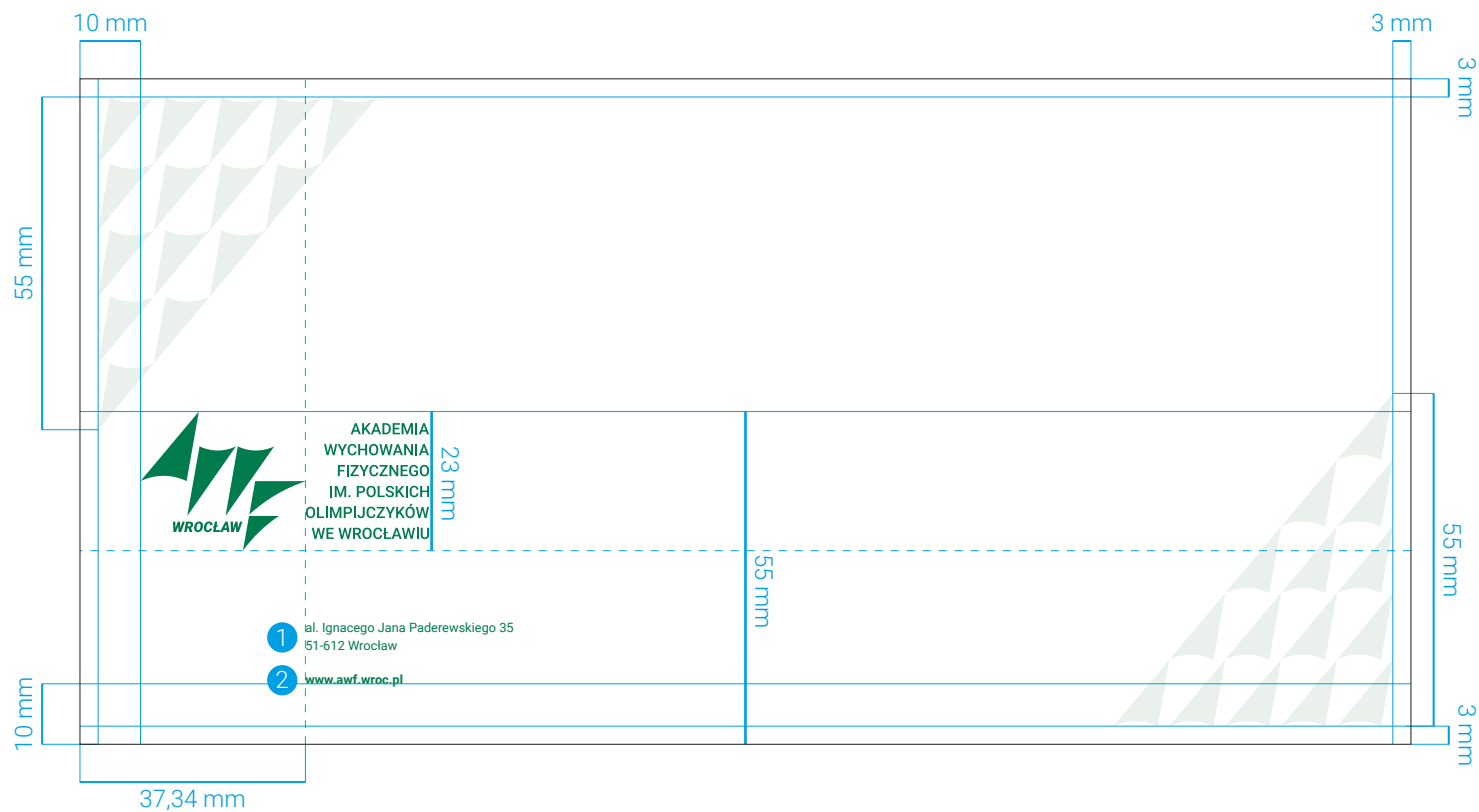 10 mm
3 mm
3 mm
55 mm
AKADEMIA
WYCHOWANIA
FIZYCZNEGO
IM. POLSKICH
OLIMPIJCZYKÓW
WE WROCŁAWIU
WROCŁAW
23 mm
55 mm
55 mm
1 al. Ignacego Jana Paderewskiego 35
51-612 Wrocław
2 www.awf.wroc.pl
10 mm
3 mm
37,34 mm